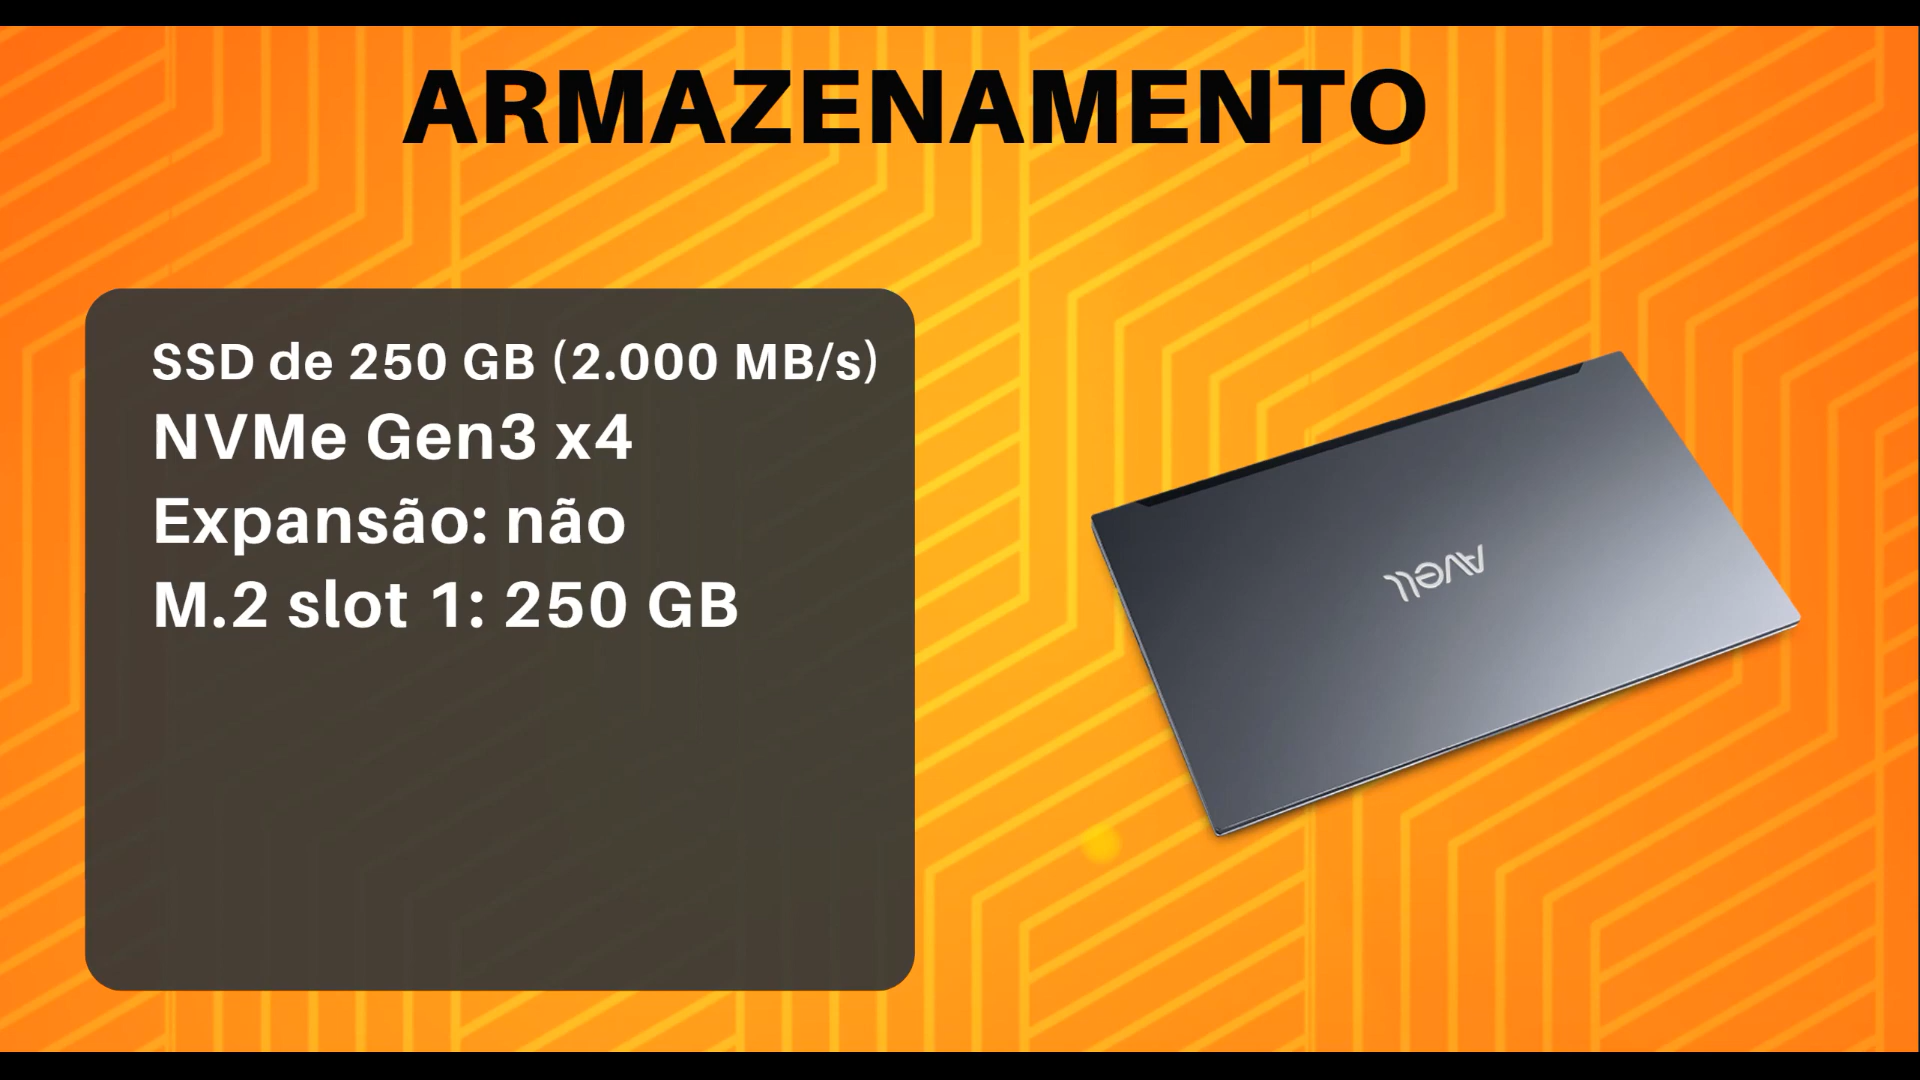 ARMAZENAMENTO
SSD de 250 GB (2.000 MB/s)
NVMe Gen3 x4
Expansão: não
M.2 slot 1: 250 GB
Avell